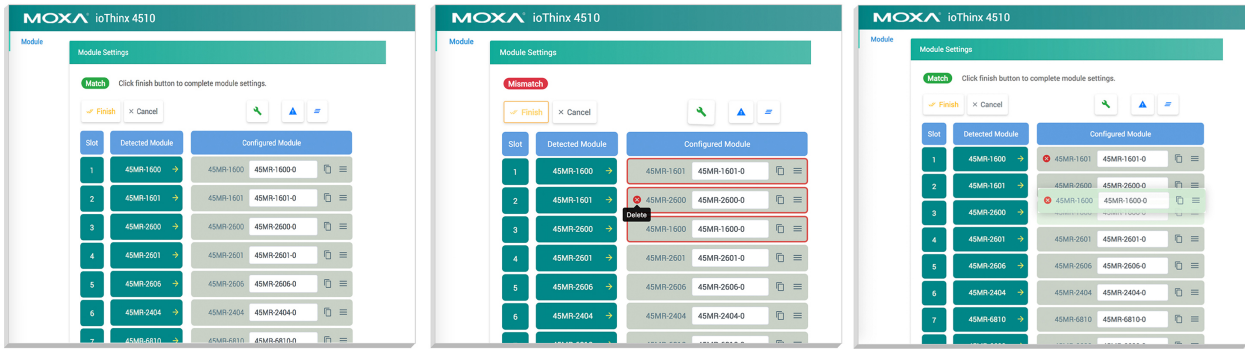 MOXA ioThinx 4510
Module
Module Settings
Match Click finish button to complete module settings.
Finish × Cancel
Slot Detected Module Configured Module
1 45MR-1600 → 45MR-1600 45MR-1600-0
2 45MR-1601 → 45MR-1601 45MR-1601-0
3 45MR-2600 → 45MR-2600 45MR-2600-0
4 45MR-2601 → 45MR-2601 45MR-2601-0
5 45MR-2606 → 45MR-2606 45MR-2606-0
6 45MR-2404 → 45MR-2404 45MR-2404-0
7 45MR-6810 → 45MR-6810 45MR-6810-0
MOXA ioThinx 4510
Module
Module Settings
Mismatch
Finish × Cancel
Slot Detected Module Configured Module
1 45MR-1600 → 45MR-1601 45MR-1601-0
2 45MR-1601 → 45MR-2600 45MR-2600-0
Delete
3 45MR-2600 → 45MR-1600 45MR-1600-0
4 45MR-2601 → 45MR-2601 45MR-2601-0
5 45MR-2606 → 45MR-2606 45MR-2606-0
6 45MR-2404 → 45MR-2404 45MR-2404-0
MOXA ioThinx 4510
Module
Module Settings
Match Click finish button to complete module settings.
Finish × Cancel
Slot Detected Module Configured Module
1 45MR-1600 → 45MR-1601 45MR-1601-0
2 45MR-1601 → 45MR-2600 45MR-2600-0
45MR-1600 45MR-1600-0
3 45MR-2600 →
4 45MR-2601 → 45MR-2601 45MR-2601-0
5 45MR-2606 → 45MR-2606 45MR-2606-0
6 45MR-2404 → 45MR-2404 45MR-2404-0
7 45MR-6810 → 45MR-6810 45MR-6810-0